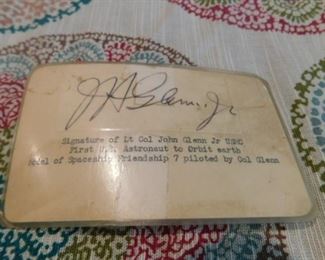 JHGlenn, Jr
Signature of Lt Col John Glenn Jr USMC
First U.S. Astronaut to Orbit earth
Model of Spaceship Friendship 7 piloted by Col Glenn